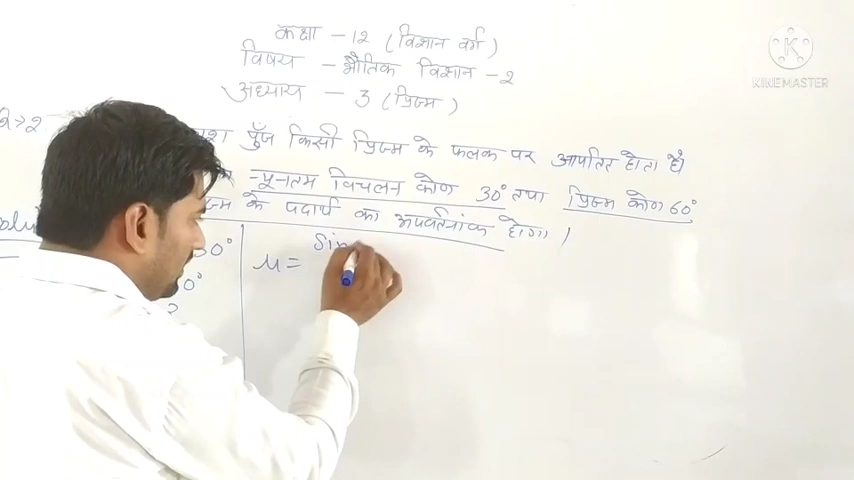 कक्षा - 12 (विज्ञान वर्ग)
विषय - भौतिक विज्ञान - 2
अध्याय - 3 (प्रिज्म)
KINEMASTER
पुँज किसी प्रिज्म के फलक पर आपतित होता है
न्यूनतम विचलन कोण 30° तथा प्रिज्म कोण 60°
के पदार्थ का अपवर्तनांक होगा /
μ = Sin